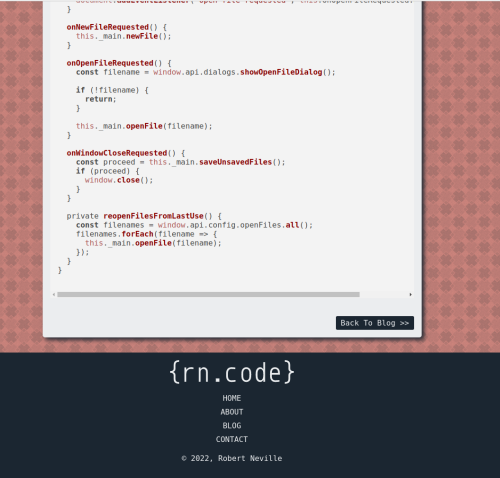 onNewFileRequested() {
this._main.newFile();
}
onOpenFileRequested() {
const filename = window.api.dialogs.showOpenFileDialog();
if (!filename) {
return;
}
this._main.openFile(filename);
}
onWindowCloseRequested() {
const proceed = this._main.saveUnsavedFiles();
if (proceed) {
window.close();
}
}
private reopenFilesFromLastUse() {
const filenames = window.api.config.openFiles.all();
filenames.forEach(filename => {
this._main.openFile(filename);
});
}
}
Back To Blog >>
{rn.code}
HOME
ABOUT
BLOG
CONTACT
© 2022, Robert Neville